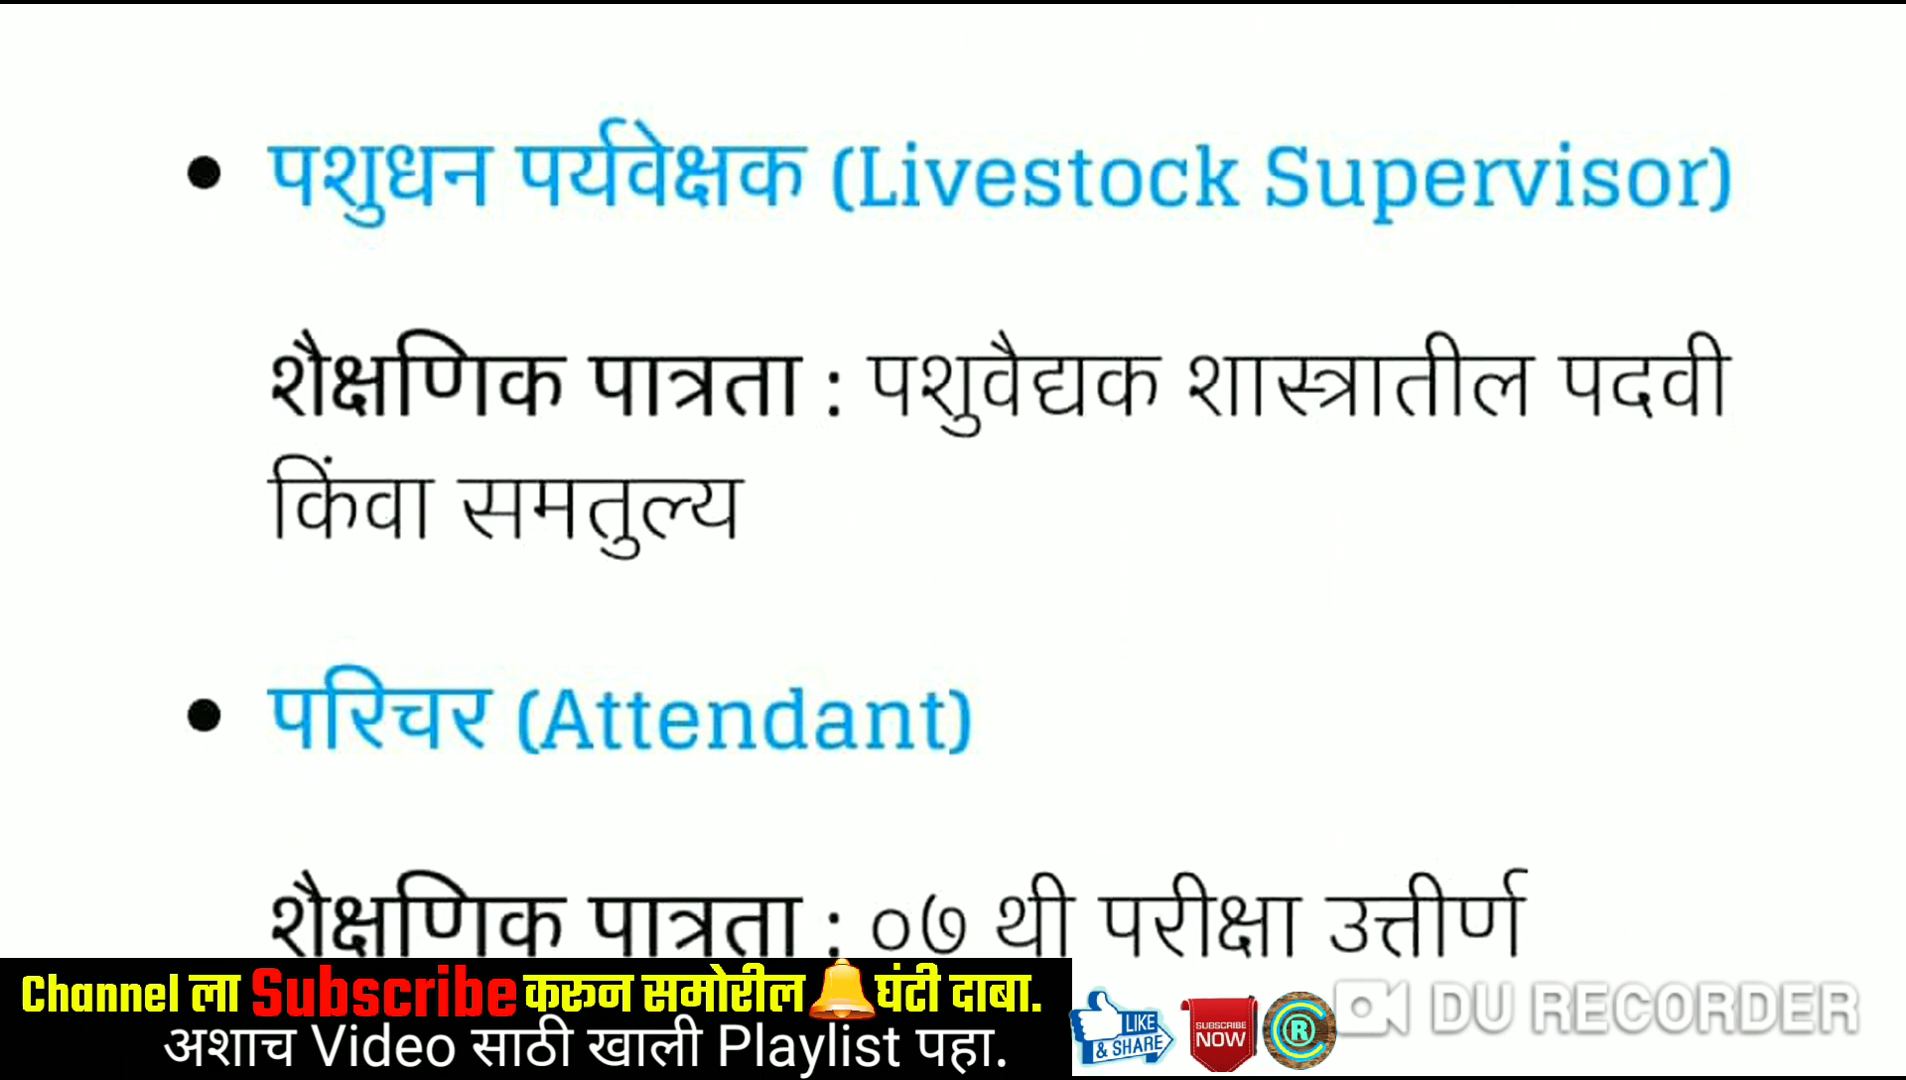 • पशुधन पर्यवेक्षक (Livestock Supervisor)
शैक्षणिक पात्रता : पशुवैद्यक शास्त्रातील पदवी
किंवा समतुल्य
• परिचर (Attendant)
शैक्षणिक पात्रता : ०७ थी परीक्षा उत्तीर्ण
Channel ला Subscribe करून समोरील 🔔 घंटी दाबा.
अशाच Video साठी खाली Playlist पहा.
LIKE
& SHARE
SUBSCRIBE
NOW
C
R
DU RECORDER